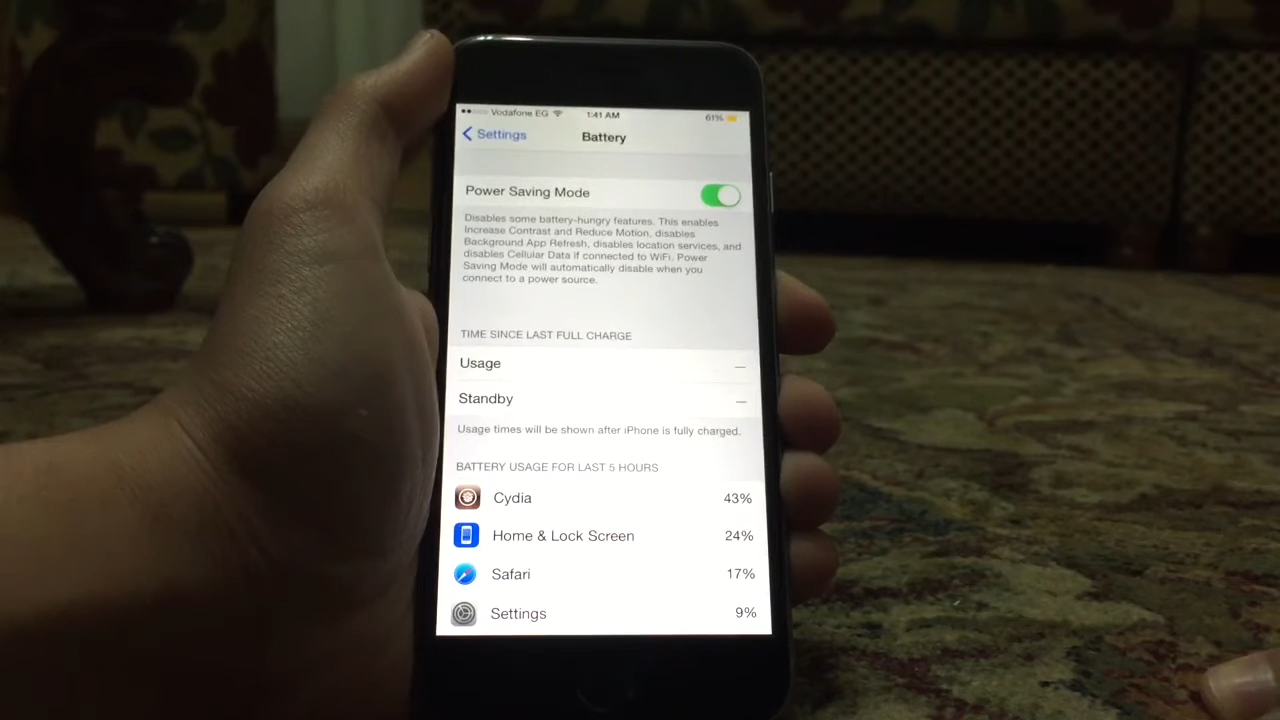 Vodafone EG 1:41 AM 61%
Settings Battery
Power Saving Mode
Disables some battery-hungry features. This enables
Increase Contrast and Reduce Motion, disables
Background App Refresh, disables location services, and
disables Cellular Data if connected to WiFi. Power
Saving Mode will automatically disable when you
connect to a power source.
TIME SINCE LAST FULL CHARGE
Usage —
Standby —
Usage times will be shown after iPhone is fully charged.
BATTERY USAGE FOR LAST 5 HOURS
Cydia 43%
Home & Lock Screen 24%
Safari 17%
Settings 9%